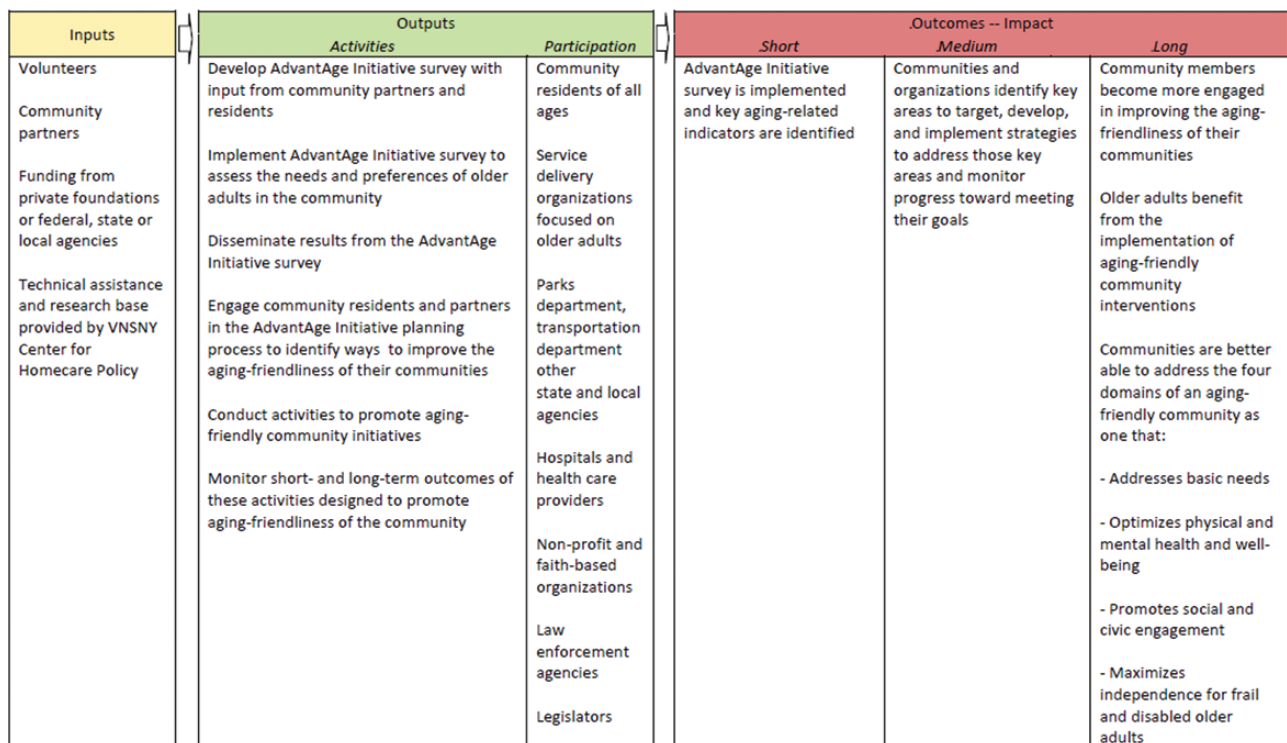 Inputs
Volunteers
Community
partners
Funding from
private foundations
or federal, state or
local agencies
Technical assistance
and research base
provided by VNSNY
Center for
Homecare Policy
Outputs
Activities
Develop AdvantAge Initiative survey with
input from community partners and
residents
Implement AdvantAge Initiative survey to
assess the needs and preferences of older
adults in the community
Disseminate results from the AdvantAge
Initiative survey
Engage community residents and partners
in the AdvantAge Initiative planning
process to identify ways to improve the
aging-friendliness of their communities
Conduct activities to promote aging-
friendly community initiatives
Monitor short- and long-term outcomes of
these activities designed to promote
aging-friendliness of the community
Participation
Community
residents of all
ages
Service
delivery
organizations
focused on
older adults
Parks
department,
transportation
department
other
state and local
agencies
Hospitals and
health care
providers
Non-profit and
faith-based
organizations
Law
enforcement
agencies
Legislators
.Outcomes -- Impact
.Short
AdvantAge Initiative
survey is implemented
and key aging-related
indicators are identified
.Medium
Communities and
organizations identify key
areas to target, develop,
and implement strategies
to address those key
areas and monitor
progress toward meeting
their goals
.Long
Community members
become more engaged
in improving the aging-
friendliness of their
communities
Older adults benefit
from the
implementation of
aging-friendly
community
interventions
Communities are better
able to address the four
domains of an aging-
friendly community as
one that:
- Addresses basic needs
- Optimizes physical and
mental health and well-
being
- Promotes social and
civic engagement
- Maximizes
independence for frail
and disabled older
adults